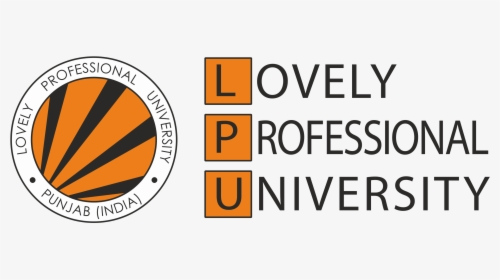 LOVELY PROFESSIONAL UNIVERSITY
• PUNJAB (INDIA) •
LOVELY
PROFESSIONAL
UNIVERSITY